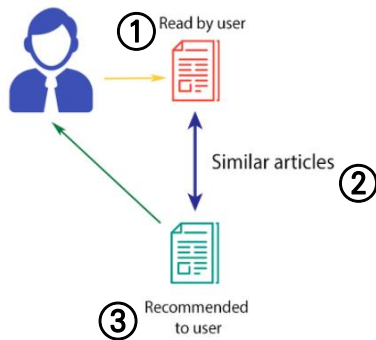 ① Read by user
Similar articles ②
③ Recommended
to user